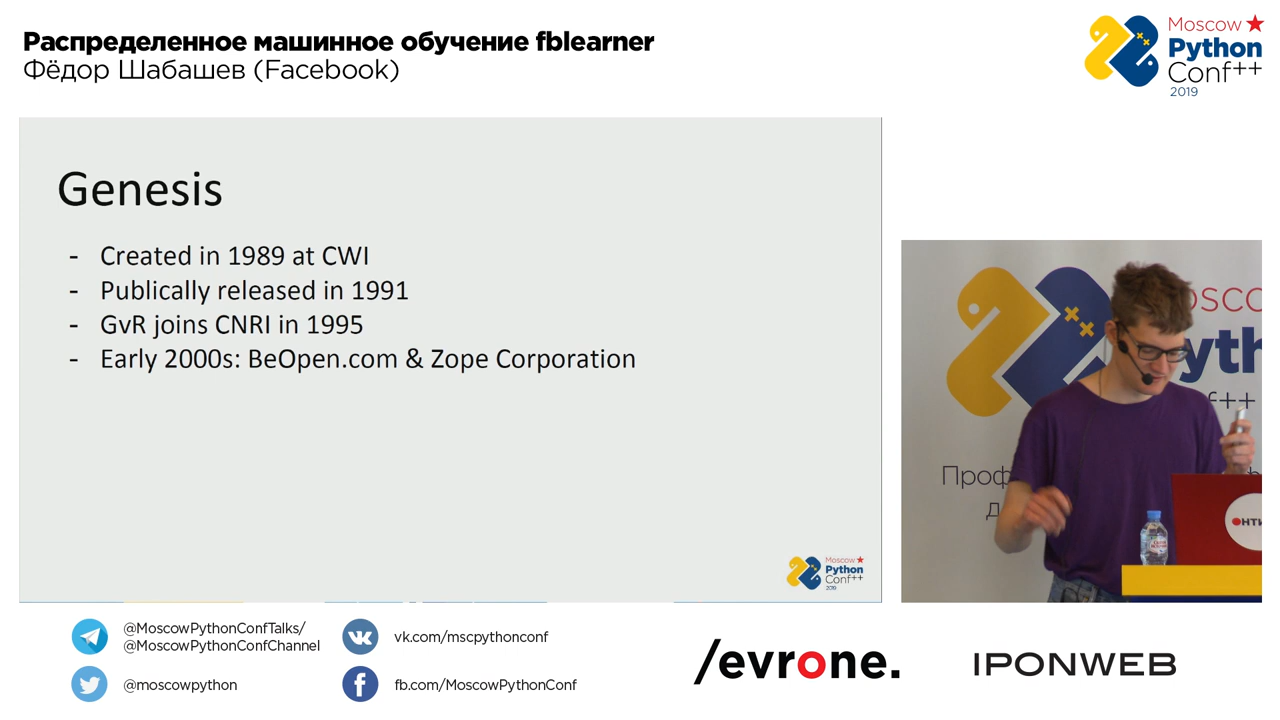 Распределенное машинное обучение fblearner
Фёдор Шабашев (Facebook)
Moscow
Python
Conf++
2019
Genesis
- Created in 1989 at CWI
- Publically released in 1991
- GvR joins CNRI in 1995
- Early 2000s: BeOpen.com & Zope Corporation
Moscow
Python
Conf++
2019
@MoscowPythonConfTalks/
@MoscowPythonConfChannel
vk.com/mscpythonconf
@moscowpython
fb.com/MoscowPythonConf
/evrone.
IPONWEB